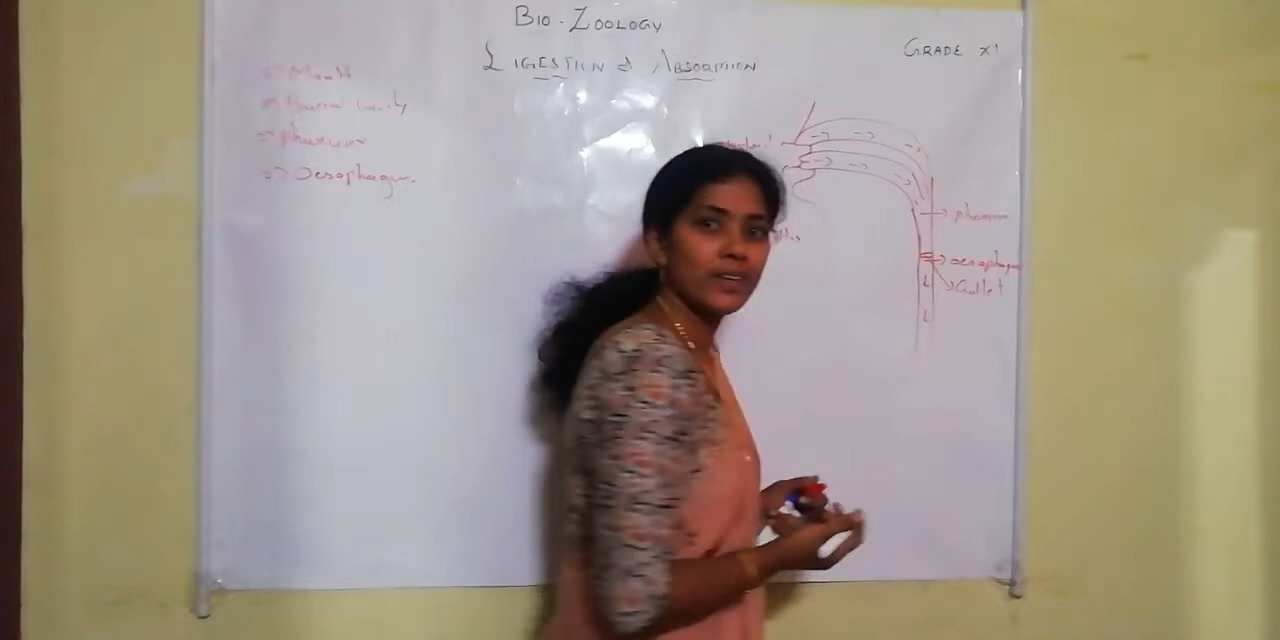 BIO-ZOOLOGY
DIGESTION & ABSORPTION
GRADE XI
=> Mouth
=> Buccal cavity
=> pharynx
=> Oesophagus
-> pharynx
-> oesophagus
-> Gullet